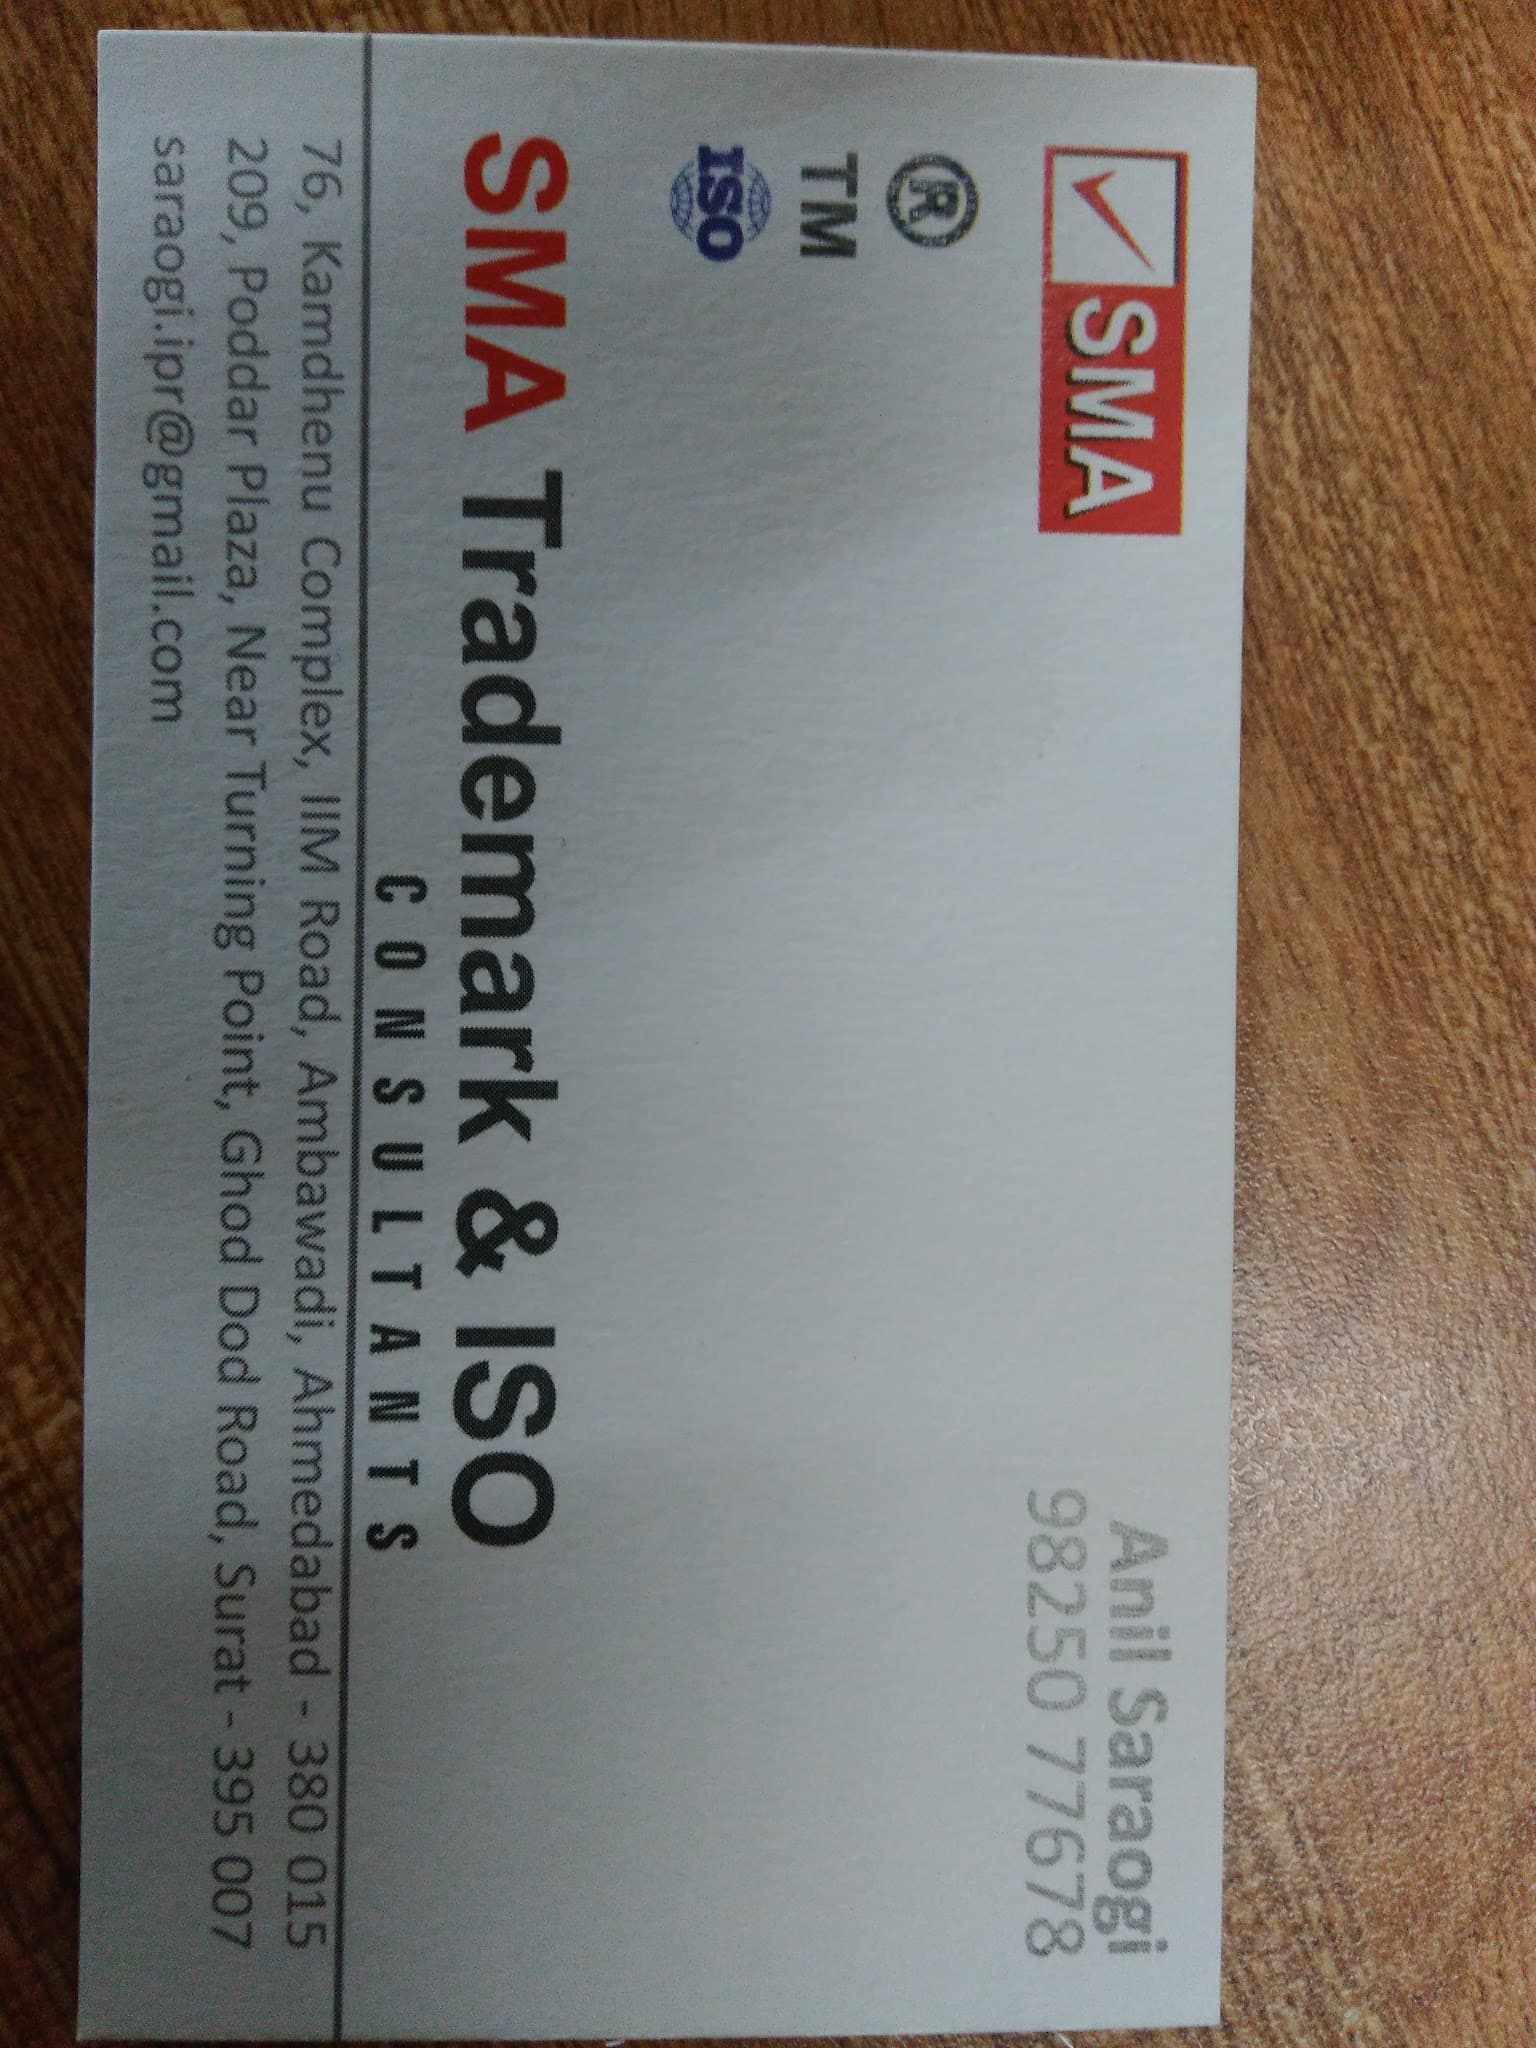 SMA
Anil Saraogi
98250 77678
®
TM
ISO
SMA Trademark & ISO
CONSULTANTS
76, Kamdhenu Complex, IIM Road, Ambawadi, Ahmedabad - 380 015
209, Poddar Plaza, Near Turning Point, Ghod Dod Road, Surat - 395 007
saraogi.ipr@gmail.com